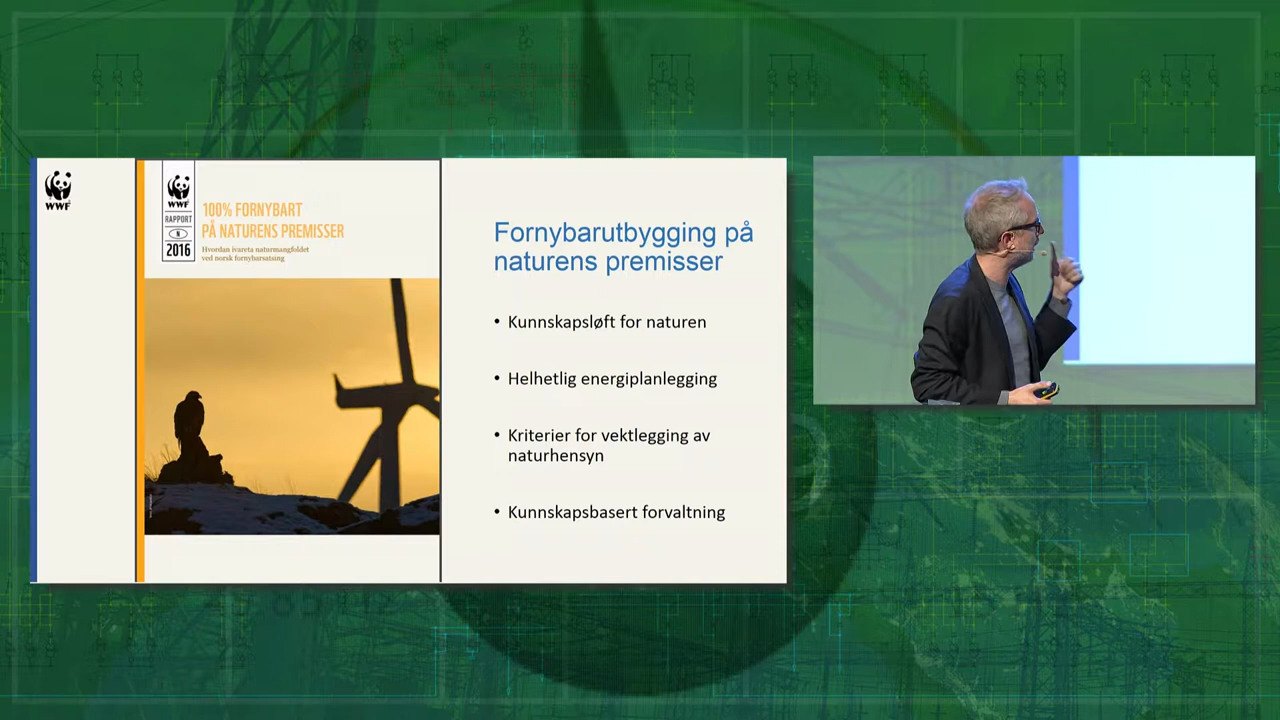 WWF
WWF
RAPPORT
N
2016
100% FORNYBART
PÅ NATURENS PREMISSER
Hvordan ivareta naturmangfoldet
ved norsk fornybarsatsing
Fornybarutbygging på
naturens premisser
• Kunnskapsløft for naturen
• Helhetlig energiplanlegging
• Kriterier for vektlegging av
naturhensyn
• Kunnskapsbasert forvaltning